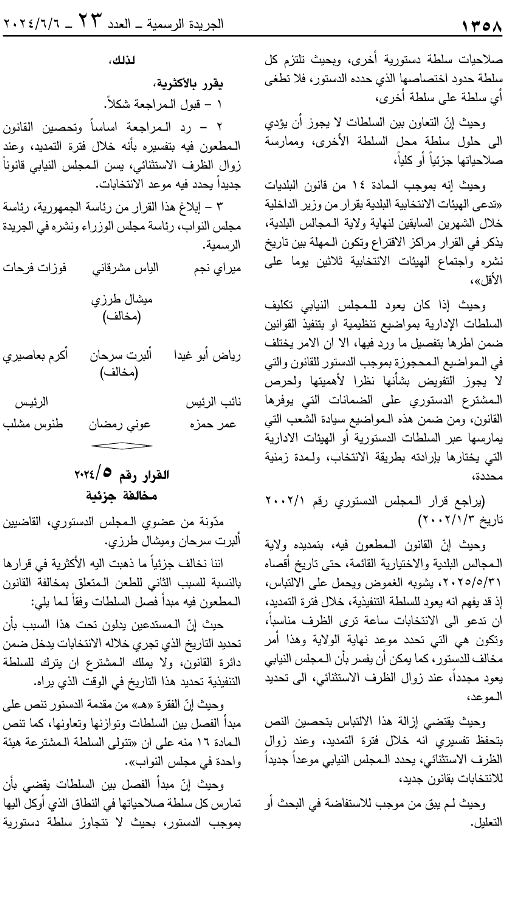 ١٣٥٨
الجريدة الرسمية – العدد ٢٣ – ٢٠٢٤/٦/٦
صلاحيات سلطة دستورية أخرى، وبحيث تلتزم كل
سلطة حدود اختصاصها الذي حدده الدستور، فلا تطغى
أي سلطة على سلطة أخرى،
وحيث إنّ التعاون بين السلطات لا يجوز أن يؤدي
الى حلول سلطة محل السلطة الأخرى، وممارسة
صلاحياتها جزئياً أو كلياً،
وحيث إنه بموجب المادة ١٤ من قانون البلديات
«تدعى الهيئات الانتخابية البلدية بقرار من وزير الداخلية
خلال الشهرين السابقين لنهاية ولاية المجالس البلدية،
يذكر في القرار مراكز الاقتراع وتكون المهلة بين تاريخ
نشره واجتماع الهيئات الانتخابية ثلاثين يوما على
الأقل»،
وحيث إذا كان يعود للمجلس النيابي تكليف
السلطات الإدارية بمواضيع تنظيمية او بتنفيذ القوانين
ضمن اطرها بتفصيل ما ورد فيها، الا ان الامر يختلف
في المواضيع المحجوزة بموجب الدستور للقانون والتي
لا يجوز التفويض بشأنها نظرا لأهميتها ولحرص
المشترع الدستوري على الضمانات التي يوفرها
القانون، ومن ضمن هذه المواضيع سيادة الشعب التي
يمارسها عبر السلطات الدستورية أو الهيئات الادارية
التي يختارها بإرادته بطريقة الانتخاب، ولمدة زمنية
محددة،
(يراجع قرار المجلس الدستوري رقم ٢٠٠٢/١
تاريخ ٢٠٠٢/١/٣)
وحيث إنّ القانون المطعون فيه، بتمديده ولاية
المجالس البلدية والاختيارية القائمة، حتى تاريخ أقصاه
٢٠٢٥/٥/٣١، يشوبه الغموض ويحمل على الالتباس،
إذ قد يفهم انه يعود للسلطة التنفيذية، خلال فترة التمديد،
ان تدعو الى الانتخابات ساعة ترى الظرف مناسباً،
وتكون هي التي تحدد موعد نهاية الولاية وهذا أمر
مخالف للدستور، كما يمكن أن يفسر بأن المجلس النيابي
يعود مجدداً، عند زوال الظرف الاستثنائي، الى تحديد
الموعد،
وحيث يقتضي إزالة هذا الالتباس بتحصين النص
بتحفظ تفسيري انه خلال فترة التمديد، وعند زوال
الظرف الاستثنائي، يحدد المجلس النيابي موعداً جديداً
للانتخابات بقانون جديد،
وحيث لم يبق من موجب للاستفاضة في البحث أو
التعليل.
لذلك،
يقرر بالأكثرية،
١ – قبول المراجعة شكلاً.
٢ – رد المراجعة اساساً وتحصين القانون
المطعون فيه بتفسيره بأنه خلال فترة التمديد، وعند
زوال الظرف الاستثنائي، يسن المجلس النيابي قانوناً
جديداً يحدد فيه موعد الانتخابات.
٣ – إبلاغ هذا القرار من رئاسة الجمهورية، رئاسة
مجلس النواب، رئاسة مجلس الوزراء ونشره في الجريدة
الرسمية.
ميراي نجم الياس مشرقاني فوزات فرحات
ميشال طرزي
(مخالف)
رياض أبو غيدا ألبرت سرحان أكرم بعاصيري
(مخالف)
نائب الرئيس الرئيس
عمر حمزه عوني رمضان طنوس مشلب
القرار رقم ٢٠٢٤/٥
مخالفة جزئية
مدوّنة من عضوي المجلس الدستوري، القاضيين
ألبرت سرحان وميشال طرزي.
اننا نخالف جزئياً ما ذهبت اليه الأكثرية في قرارها
بالنسبة للسبب الثاني للطعن المتعلق بمخالفة القانون
المطعون فيه مبدأ فصل السلطات وفقاً لما يلي:
حيث إنّ المستدعين يدلون تحت هذا السبب بأن
تحديد التاريخ الذي تجري خلاله الانتخابات يدخل ضمن
دائرة القانون، ولا يملك المشترع ان يترك للسلطة
التنفيذية تحديد هذا التاريخ في الوقت الذي يراه.
وحيث إنّ الفقرة «هـ» من مقدمة الدستور تنص على
مبدأ الفصل بين السلطات وتوازنها وتعاونها، كما تنص
المادة ١٦ منه على ان «تتولى السلطة المشترعة هيئة
واحدة في مجلس النواب».
وحيث إنّ مبدأ الفصل بين السلطات يقضي بأن
تمارس كل سلطة صلاحياتها في النطاق الذي أوكل اليها
بموجب الدستور، بحيث لا تتجاوز سلطة دستورية